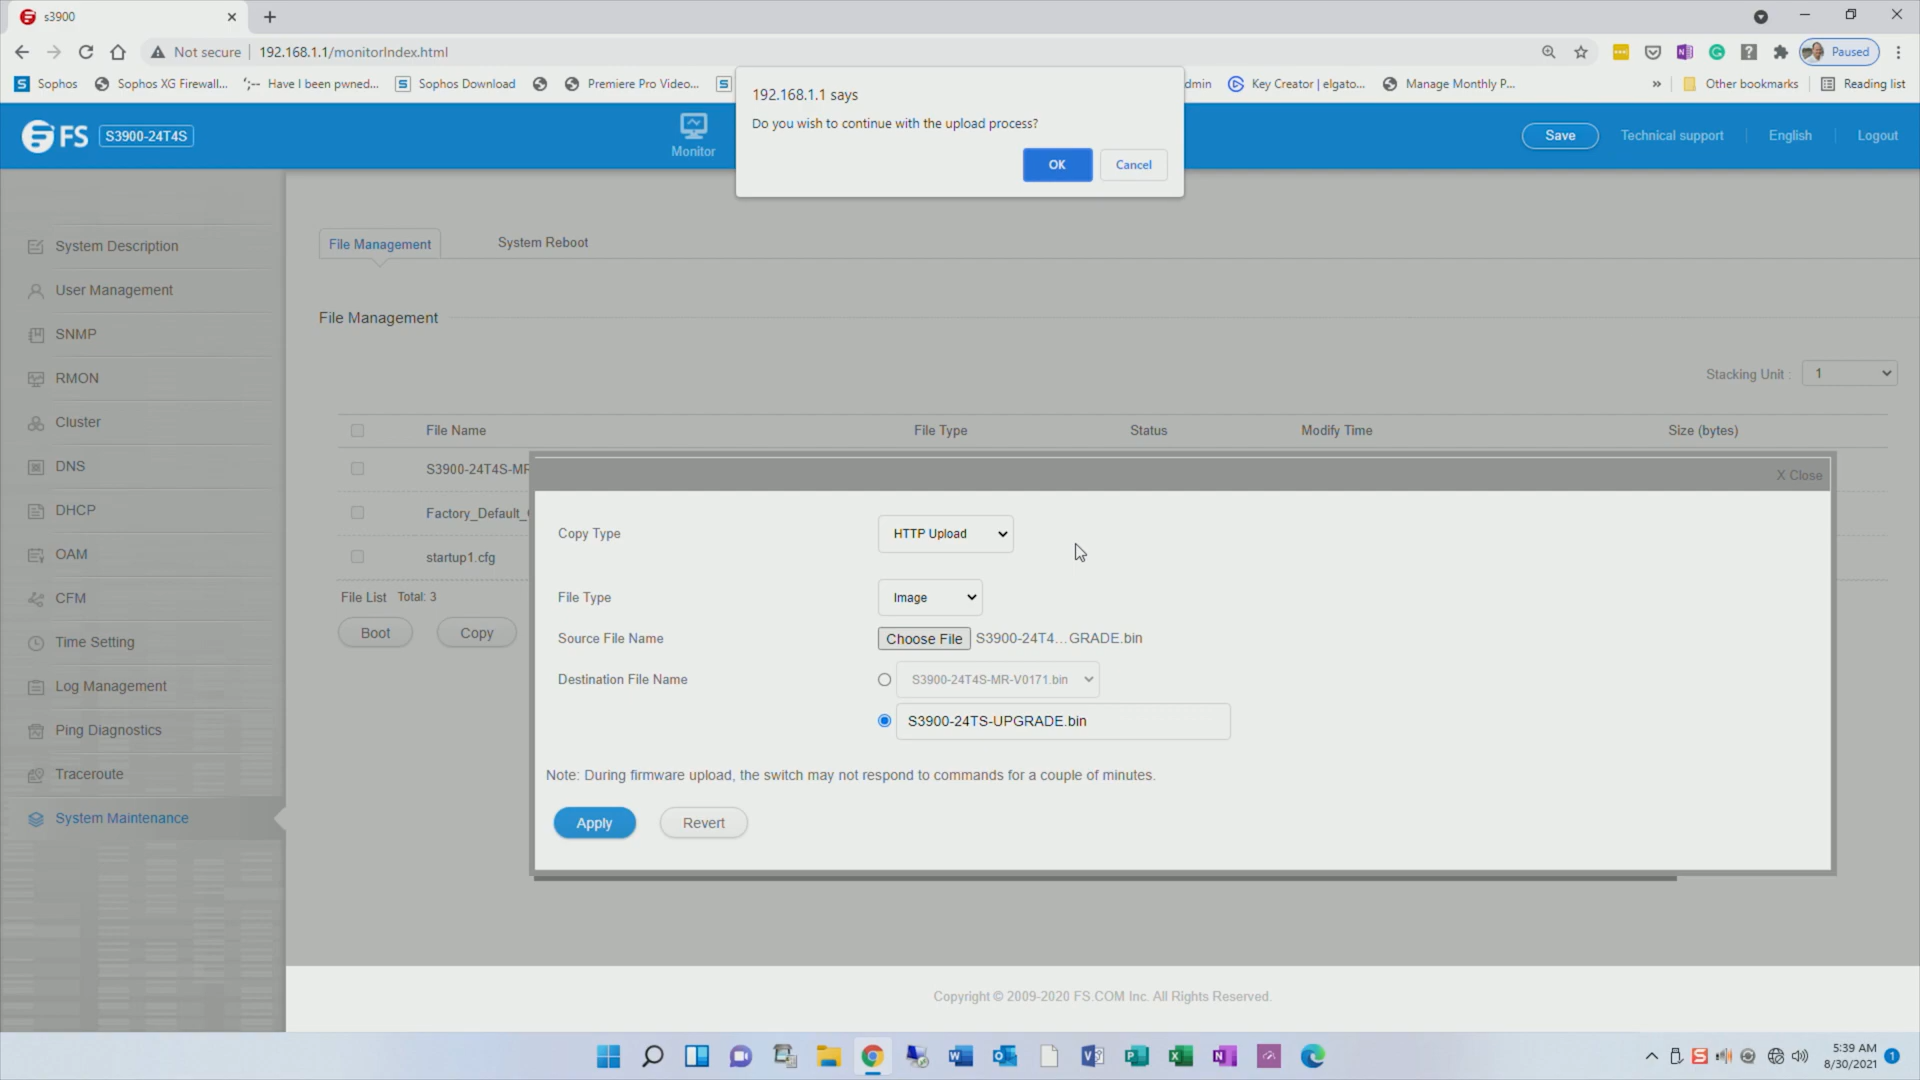 s3900
Not secure
192.168.1.1/monitorIndex.html
Paused
Sophos
Sophos XG Firewall...
Have I been pwned...
Sophos Download
Premiere Pro Video...
dmin
Key Creator | elgato...
Manage Monthly P...
Other bookmarks
Reading list
192.168.1.1 says
Do you wish to continue with the upload process?
OK
Cancel
FS
S3900-24T4S
Monitor
Save
Technical support
English
Logout
System Description
User Management
SNMP
RMON
Cluster
DNS
DHCP
OAM
CFM
Time Setting
Log Management
Ping Diagnostics
Traceroute
System Maintenance
File Management
System Reboot
File Management
Stacking Unit :
1
File Name
File Type
Status
Modify Time
Size (bytes)
S3900-24T4S-MR
Factory_Default_
startup1.cfg
File List
Total: 3
Boot
Copy
X Close
Copy Type
HTTP Upload
File Type
Image
Source File Name
Choose File
S3900-24T4...GRADE.bin
Destination File Name
S3900-24T4S-MR-V0171.bin
S3900-24TS-UPGRADE.bin
Note: During firmware upload, the switch may not respond to commands for a couple of minutes.
Apply
Revert
Copyright © 2009-2020 FS.COM Inc. All Rights Reserved.
5:39 AM
8/30/2021
1